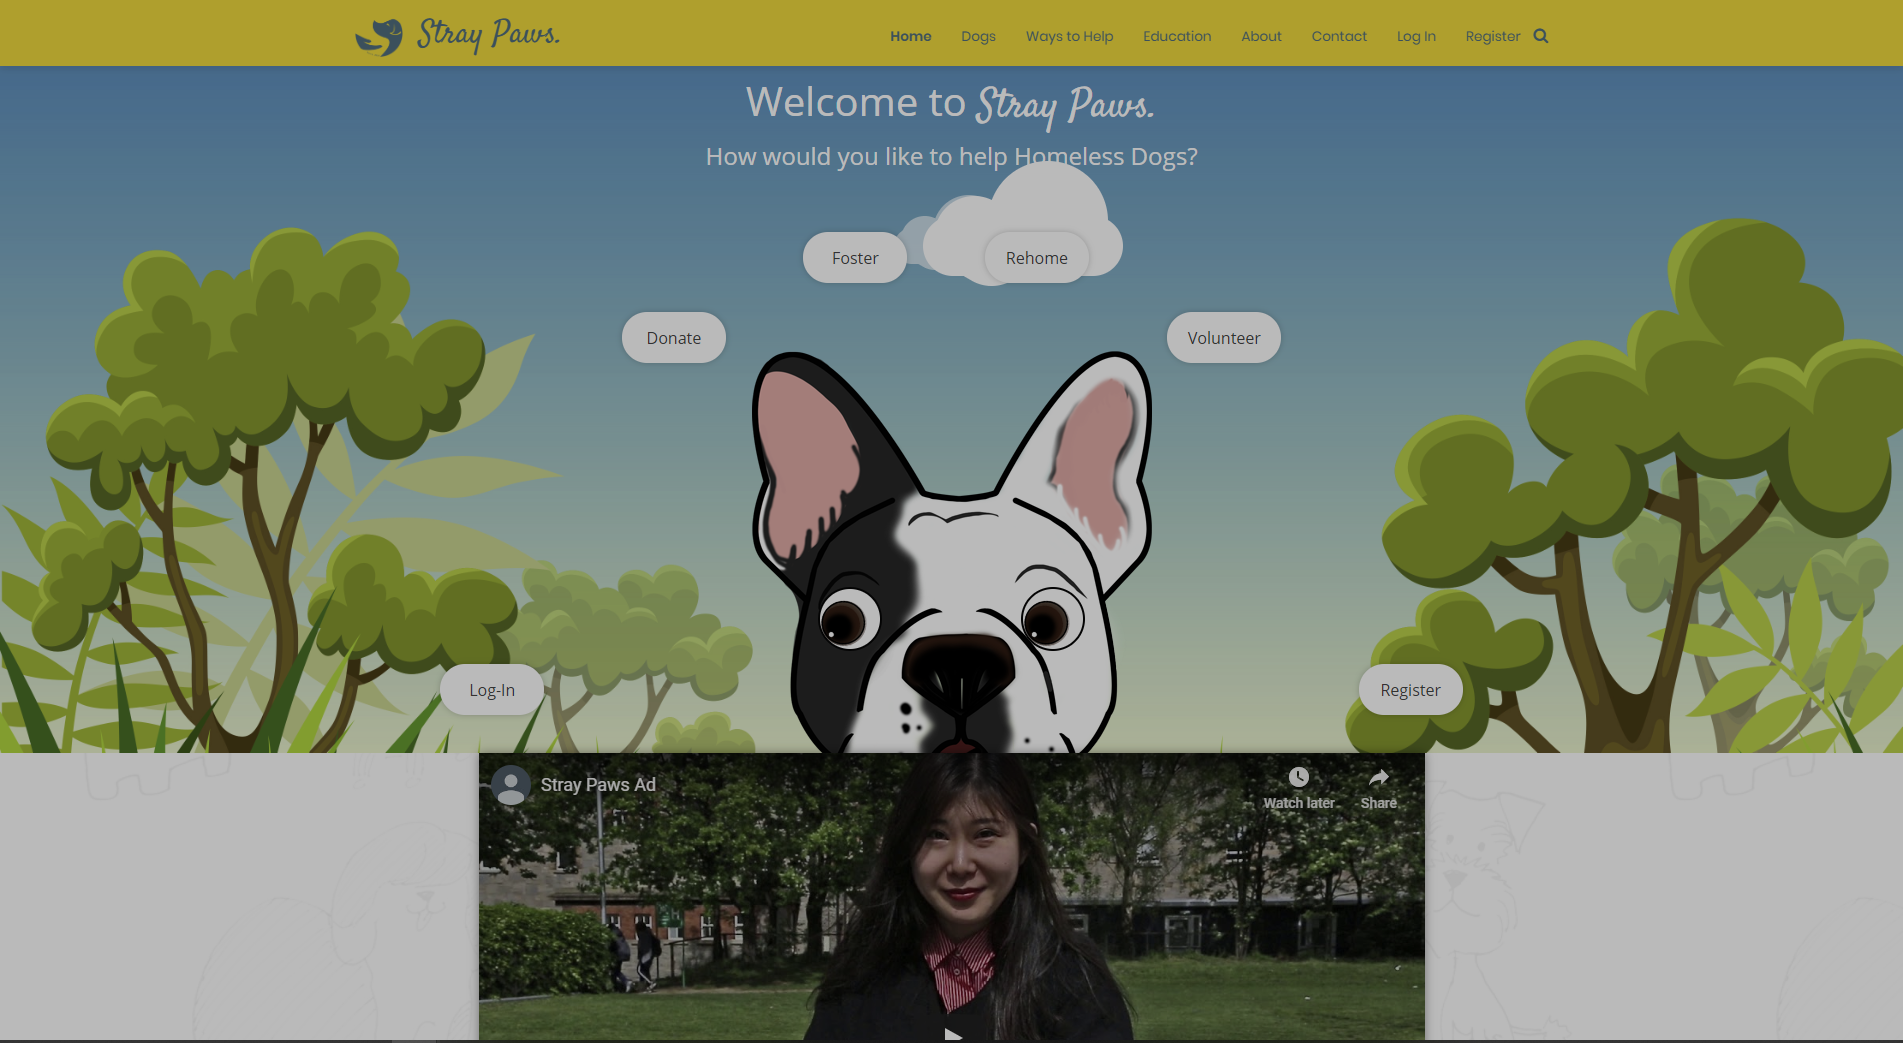 Stray Paws.
Home Dogs Ways to Help Education About Contact Log In Register
Welcome to Stray Paws.
How would you like to help Homeless Dogs?
Foster Rehome
Donate Volunteer
Log-In Register
Stray Paws Ad
Watch later Share